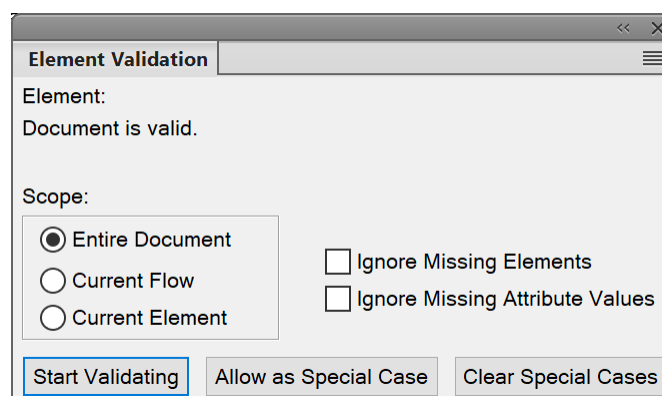 Element Validation
Element:
Document is valid.
Scope:
Entire Document
Current Flow
Current Element
Ignore Missing Elements
Ignore Missing Attribute Values
Start Validating
Allow as Special Case
Clear Special Cases